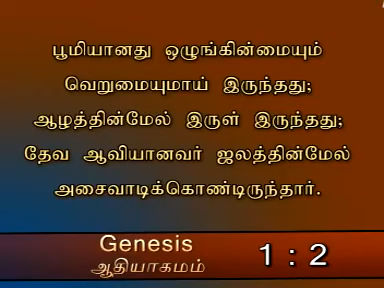 பூமியானது ஒழுங்கின்மையும்
வெறுமையுமாய் இருந்தது;
ஆழத்தின்மேல் இருள் இருந்தது;
தேவ ஆவியானவர் ஜலத்தின்மேல்
அசைவாடிக்கொண்டிருந்தார்.
Genesis 1 : 2
ஆதியாகமம்